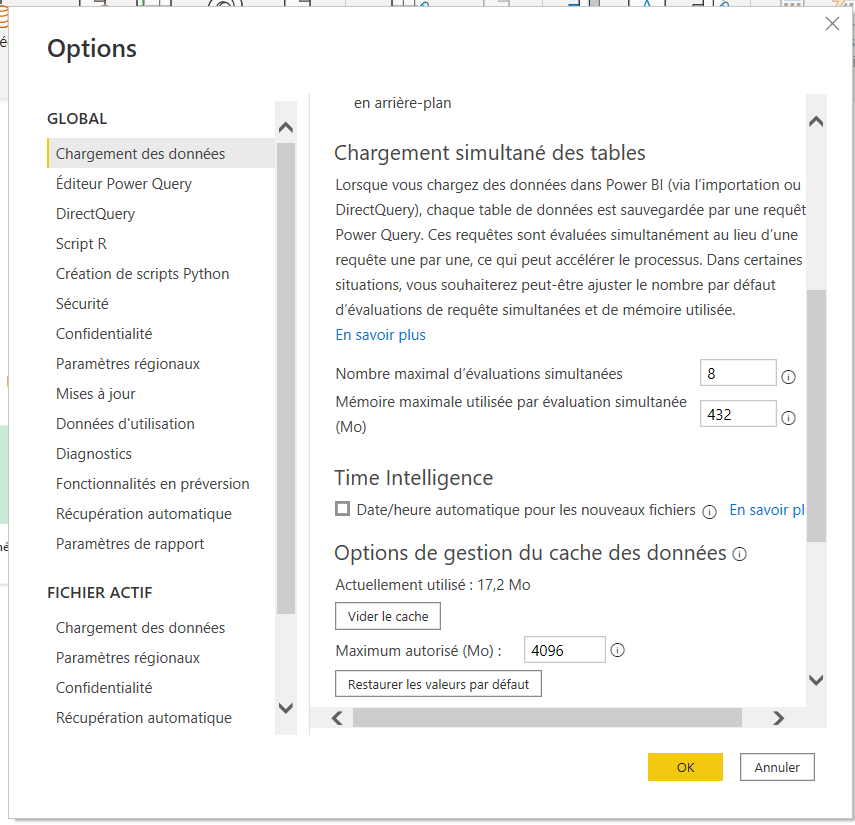 Options
GLOBAL
Chargement des données
Éditeur Power Query
DirectQuery
Script R
Création de scripts Python
Sécurité
Confidentialité
Paramètres régionaux
Mises à jour
Données d'utilisation
Diagnostics
Fonctionnalités en préversion
Récupération automatique
Paramètres de rapport
FICHIER ACTIF
Chargement des données
Paramètres régionaux
Confidentialité
Récupération automatique
en arrière-plan
Chargement simultané des tables
Lorsque vous chargez des données dans Power BI (via l’importation ou
DirectQuery), chaque table de données est sauvegardée par une requêt
Power Query. Ces requêtes sont évaluées simultanément au lieu d’une
requête une par une, ce qui peut accélérer le processus. Dans certaines
situations, vous souhaiterez peut-être ajuster le nombre par défaut
d’évaluations de requête simultanées et de mémoire utilisée.
En savoir plus
Nombre maximal d’évaluations simultanées 8
Mémoire maximale utilisée par évaluation simultanée
(Mo) 432
Time Intelligence
Date/heure automatique pour les nouveaux fichiers En savoir pl
Options de gestion du cache des données
Actuellement utilisé : 17,2 Mo
Vider le cache
Maximum autorisé (Mo) : 4096
Restaurer les valeurs par défaut
OK Annuler